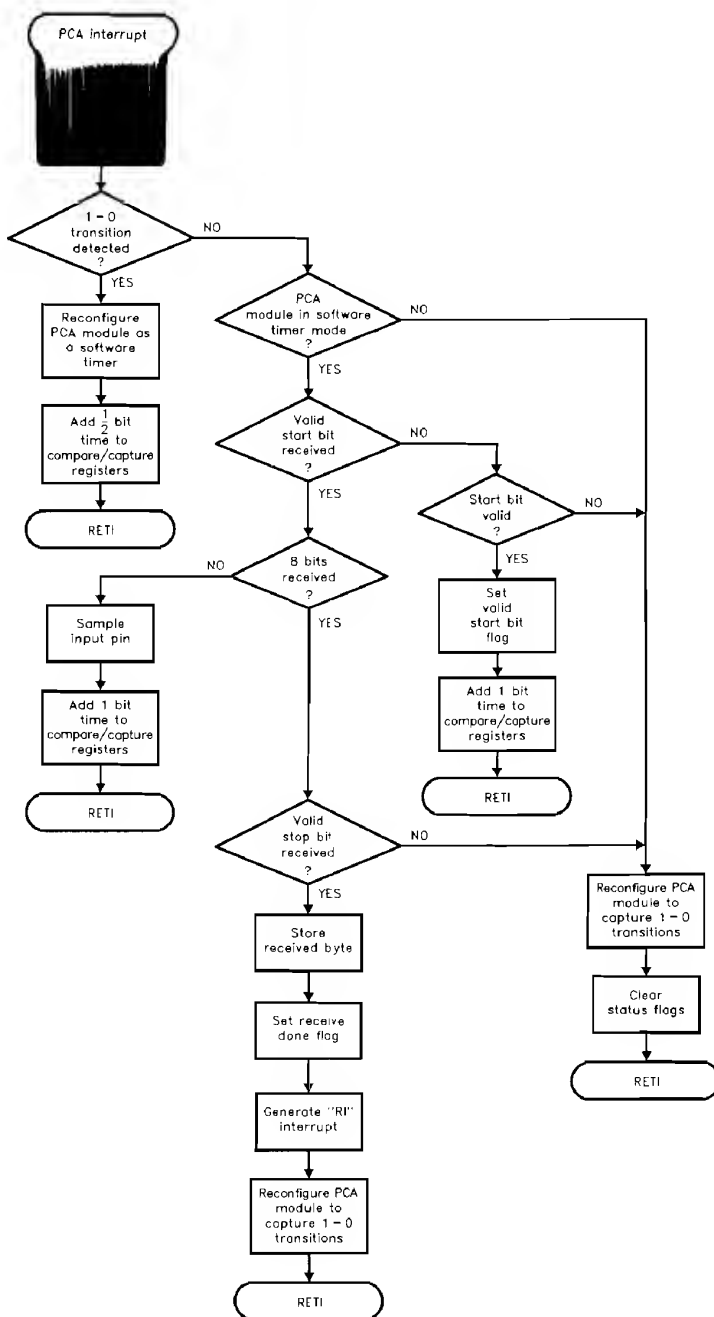 PCA interrupt
1 – 0
transition
detected
?
NO
YES
Reconfigure
PCA module as
a software
timer
Add 1/2 bit
time to
compare/capture
registers
RETI
PCA
module in software
timer mode
?
NO
YES
Valid
start bit
received
?
NO
YES
Start bit
valid
?
NO
YES
Set
valid
start bit
flag
Add 1 bit
time to
compare/capture
registers
RETI
8 bits
received
?
NO
YES
Sample
input pin
Add 1 bit
time to
compare/capture
registers
RETI
Valid
stop bit
received
?
NO
YES
Store
received byte
Set receive
done flag
Generate "RI"
interrupt
Reconfigure PCA
module to
capture 1 – 0
transitions
RETI
Reconfigure PCA
module to
capture 1 – 0
transitions
Clear
status flags
RETI